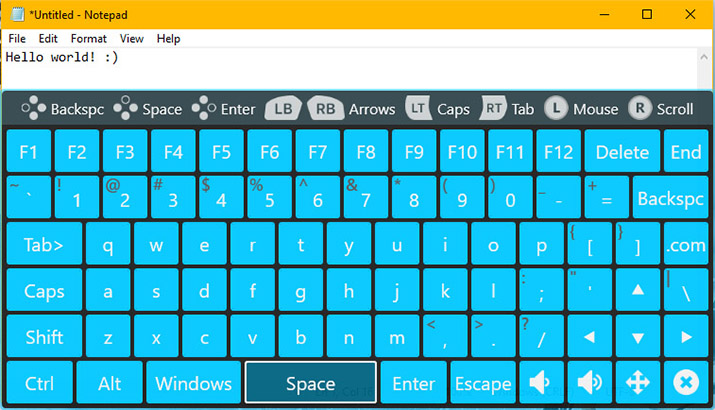 *Untitled - Notepad
File Edit Format View Help
Hello world! :)
Backspc Space Enter LB RB Arrows LT Caps RT Tab L Mouse R Scroll
F1 F2 F3 F4 F5 F6 F7 F8 F9 F10 F11 F12 Delete End
~ ` ! 1 @ 2 # 3 $ 4 % 5 ^ 6 & 7 * 8 ( 9 ) 0 _ - + = Backspc
Tab> q w e r t y u i o p { [ } ] .com
Caps a s d f g h j k l : ; " ' | \
Shift z x c v b n m < , > . ? /
Ctrl Alt Windows Space Enter Escape